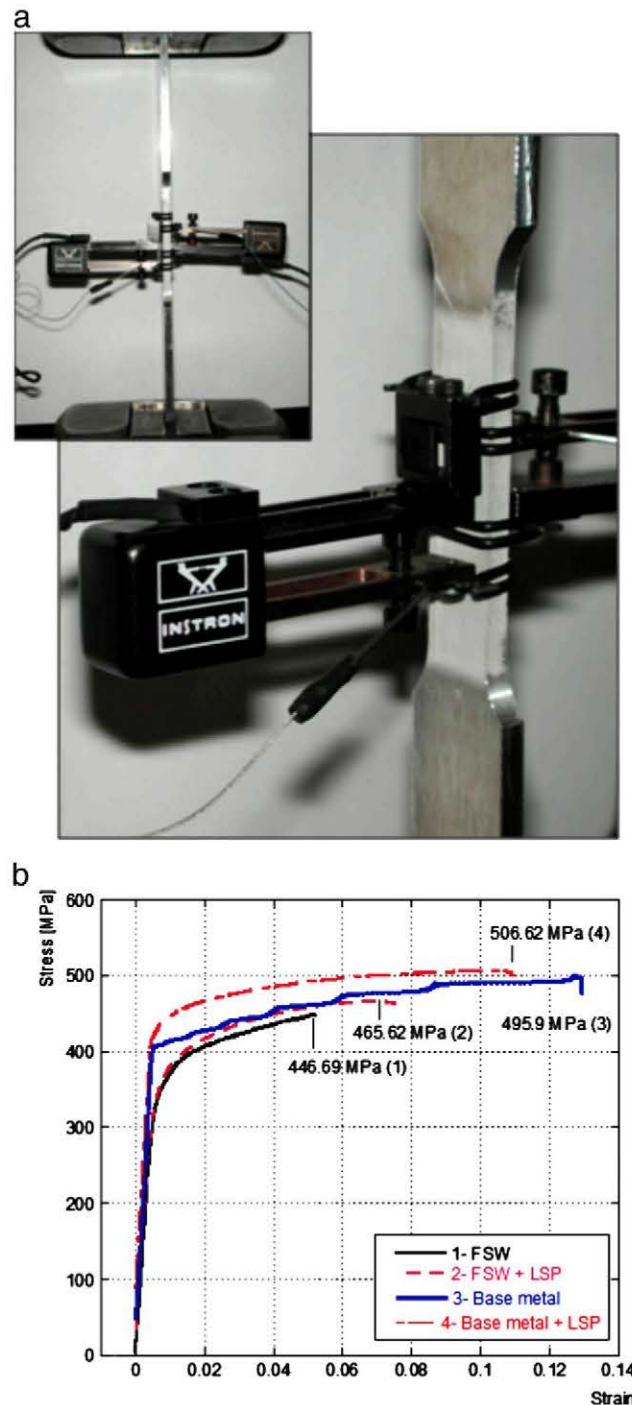 a
INSTRON
b
Stress [MPa]
600
500
400
300
200
100
0
506.62 MPa (4)
495.9 MPa (3)
465.62 MPa (2)
446.69 MPa (1)
1- FSW
2- FSW + LSP
3- Base metal
4- Base metal + LSP
0 0.02 0.04 0.06 0.08 0.1 0.12 0.14
Strain